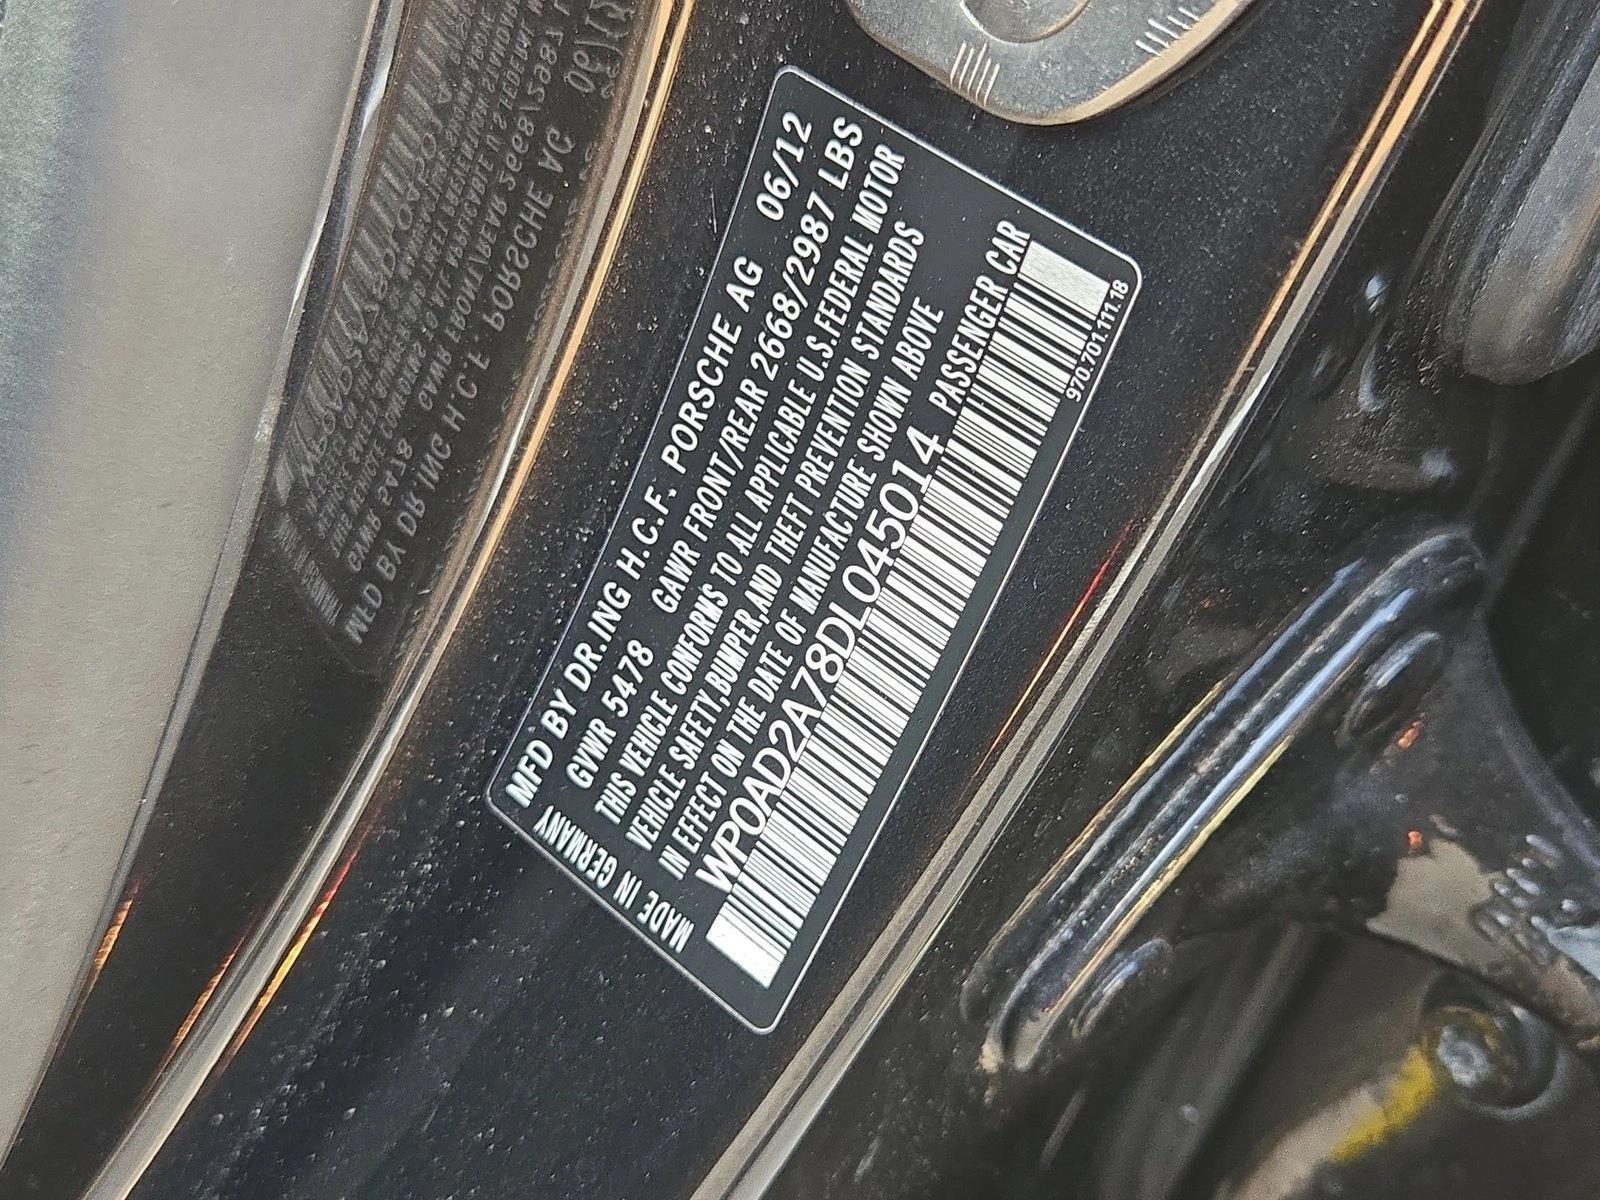 MFD BY DR.ING H.C.F. PORSCHE AG 06/12
GVWR 5478 GAWR FRONT/REAR 2668/2987 LBS
THIS VEHICLE CONFORMS TO ALL APPLICABLE U.S.FEDERAL MOTOR
VEHICLE SAFETY,BUMPER,AND THEFT PREVENTION STANDARDS
IN EFFECT ON THE DATE OF MANUFACTURE SHOWN ABOVE
WP0AD2A78DL045014 PASSENGER CAR
MADE IN GERMANY
970.701.111.18